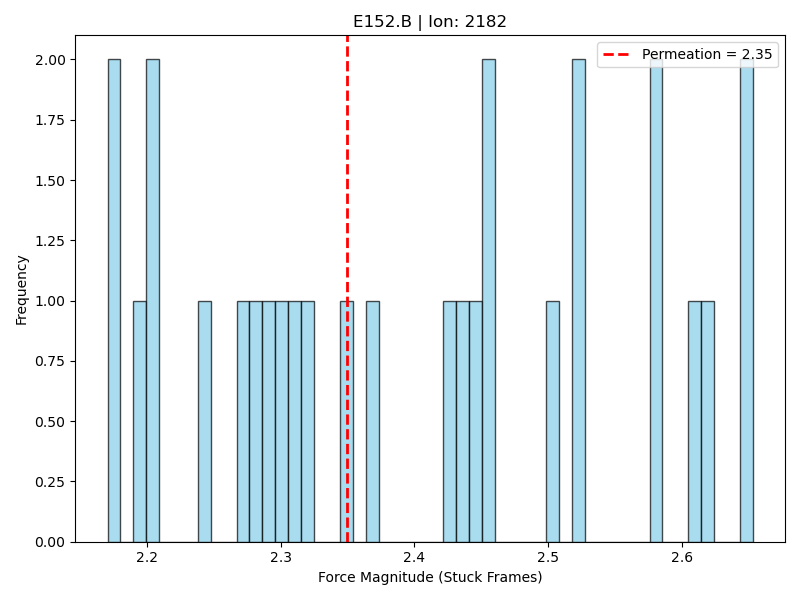 E152.B | lon: 2182
Permeation = 2.35
2.00
1.75
1.50
1.25
1.00
0.75
0.50
0.25
0.00
Frequency
2.2 2.3 2.4 2.5 2.6
Force Magnitude (Stuck Frames)